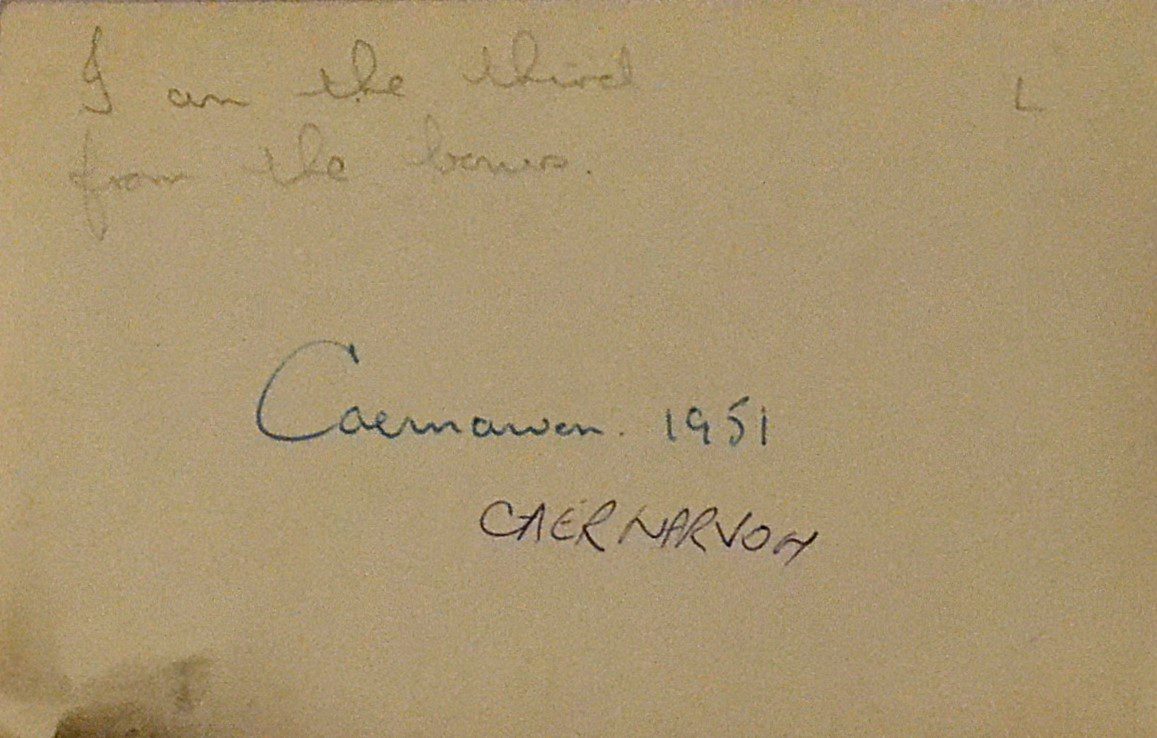 I am the third L
from the bows.
Caernarvon. 1951
CAERNARVON